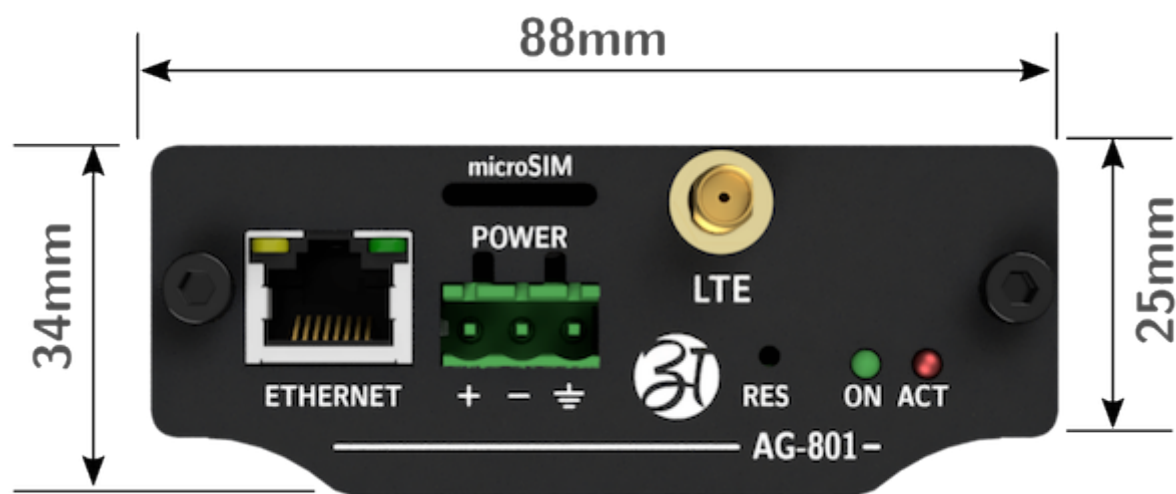 88mm
34mm
25mm
microSIM
POWER
LTE
ETHERNET
+ −
RES
ON ACT
अ
AG-801